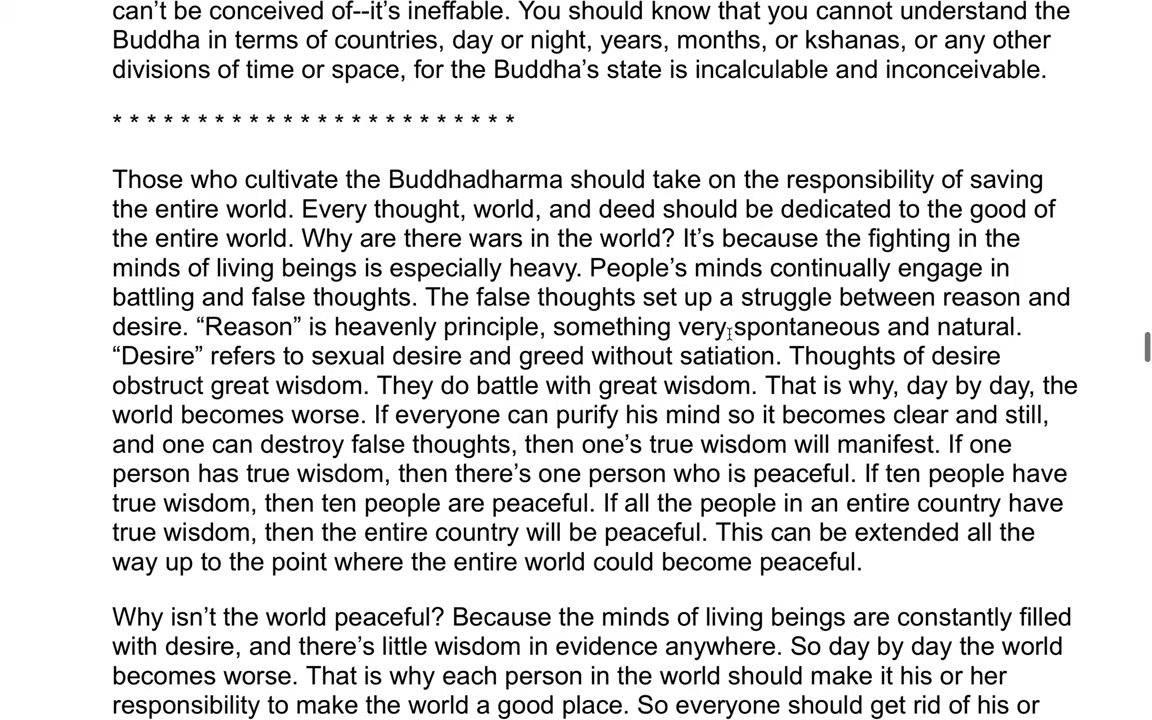 can’t be conceived of--it’s ineffable. You should know that you cannot understand the
Buddha in terms of countries, day or night, years, months, or kshanas, or any other
divisions of time or space, for the Buddha’s state is incalculable and inconceivable.
* * * * * * * * * * * * * * * * * * * * * * * *
Those who cultivate the Buddhadharma should take on the responsibility of saving
the entire world. Every thought, world, and deed should be dedicated to the good of
the entire world. Why are there wars in the world? It’s because the fighting in the
minds of living beings is especially heavy. People’s minds continually engage in
battling and false thoughts. The false thoughts set up a struggle between reason and
desire. “Reason” is heavenly principle, something very spontaneous and natural.
“Desire” refers to sexual desire and greed without satiation. Thoughts of desire
obstruct great wisdom. They do battle with great wisdom. That is why, day by day, the
world becomes worse. If everyone can purify his mind so it becomes clear and still,
and one can destroy false thoughts, then one’s true wisdom will manifest. If one
person has true wisdom, then there’s one person who is peaceful. If ten people have
true wisdom, then ten people are peaceful. If all the people in an entire country have
true wisdom, then the entire country will be peaceful. This can be extended all the
way up to the point where the entire world could become peaceful.
Why isn’t the world peaceful? Because the minds of living beings are constantly filled
with desire, and there’s little wisdom in evidence anywhere. So day by day the world
becomes worse. That is why each person in the world should make it his or her
responsibility to make the world a good place. So everyone should get rid of his or